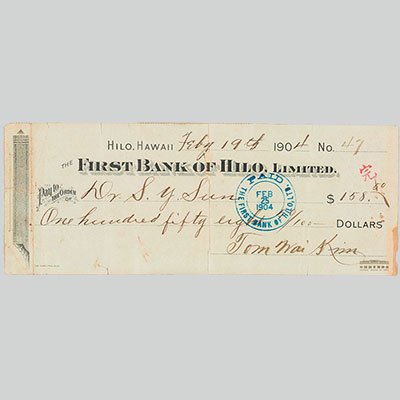 HILO, HAWAII Feby 19th 1904 No. 47
THE FIRST BANK OF HILO, LIMITED.
完
Pay to the Order of Dr. S. Y. Sun $158.00
One hundred fifty eight /100 DOLLARS
Tom Wai Kim
PAID
FEB
25
1904
THE FIRST BANK OF HILO, LTD.